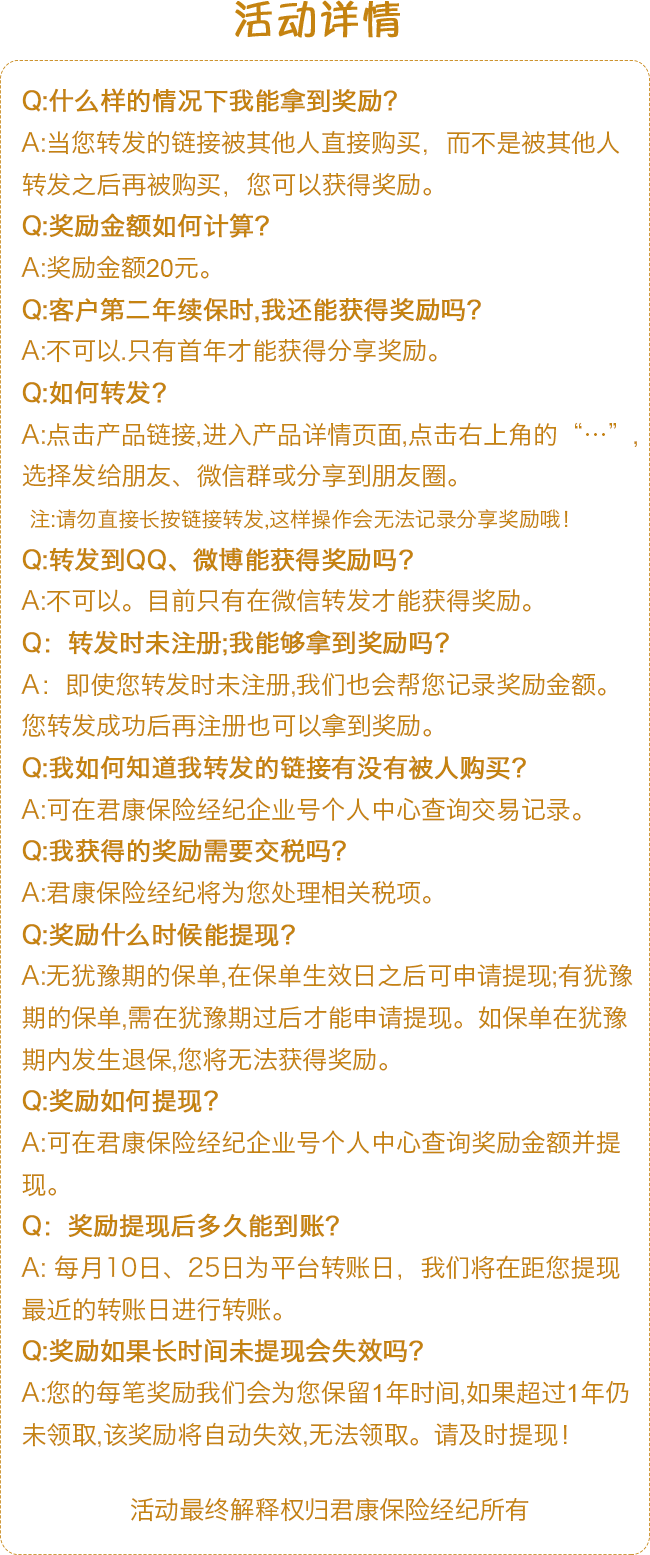 活动详情
Q:什么样的情况下我能拿到奖励?
A:当您转发的链接被其他人直接购买，而不是被其他人
转发之后再被购买，您可以获得奖励。
Q:奖励金额如何计算?
A:奖励金额20元。
Q:客户第二年续保时,我还能获得奖励吗?
A:不可以.只有首年才能获得分享奖励。
Q:如何转发?
A:点击产品链接,进入产品详情页面,点击右上角的“…”,
选择发给朋友、微信群或分享到朋友圈。
注:请勿直接长按链接转发,这样操作会无法记录分享奖励哦!
Q:转发到QQ、微博能获得奖励吗?
A:不可以。目前只有在微信转发才能获得奖励。
Q：转发时未注册;我能够拿到奖励吗?
A：即使您转发时未注册,我们也会帮您记录奖励金额。
您转发成功后再注册也可以拿到奖励。
Q:我如何知道我转发的链接有没有被人购买?
A:可在君康保险经纪企业号个人中心查询交易记录。
Q:我获得的奖励需要交税吗?
A:君康保险经纪将为您处理相关税项。
Q:奖励什么时候能提现?
A:无犹豫期的保单,在保单生效日之后可申请提现;有犹豫
期的保单,需在犹豫期过后才能申请提现。如保单在犹豫
期内发生退保,您将无法获得奖励。
Q:奖励如何提现?
A:可在君康保险经纪企业号个人中心查询奖励金额并提
现。
Q：奖励提现后多久能到账?
A: 每月10日、25日为平台转账日，我们将在距您提现
最近的转账日进行转账。
Q:奖励如果长时间未提现会失效吗?
A:您的每笔奖励我们会为您保留1年时间,如果超过1年仍
未领取,该奖励将自动失效,无法领取。请及时提现!
活动最终解释权归君康保险经纪所有